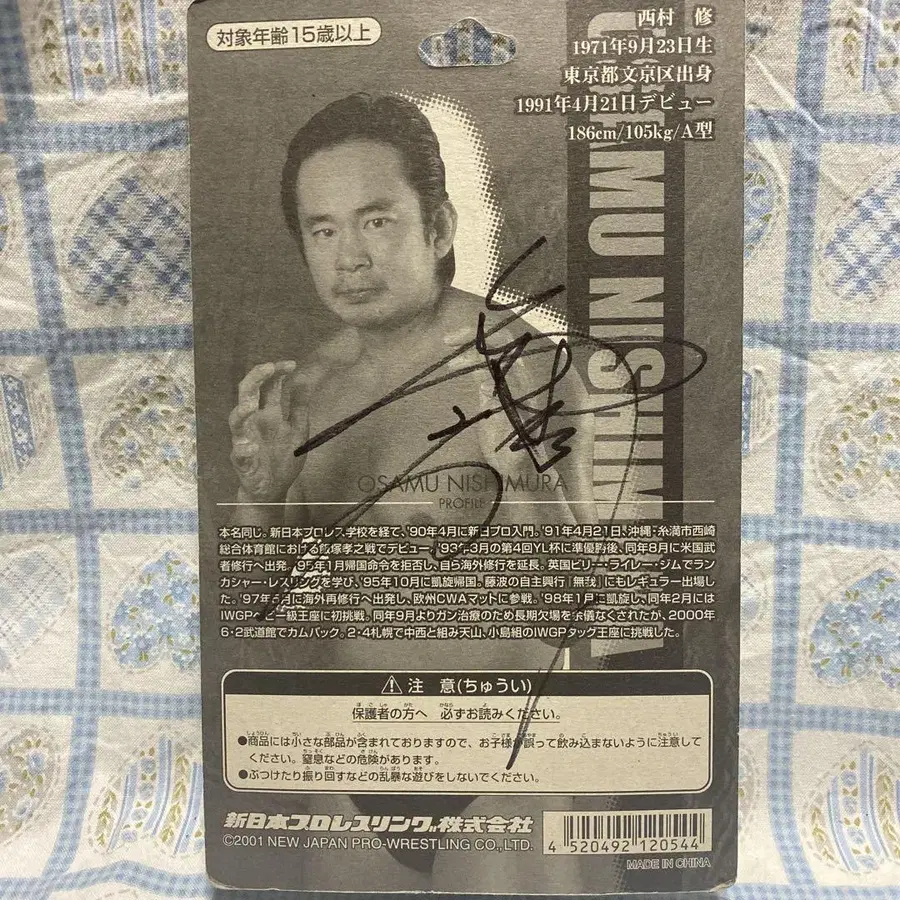 対象年齢15歳以上
西村 修
1971年9月23日生
東京都文京区出身
1991年4月21日デビュー
186cm/105kg/A型
OSAMU NISHIMURA
OSAMU NISHIMURA
PROFILE
本名同じ。新日本プロレス学校を経て、'90年4月に新日プロ入門。'91年4月21日、沖縄・糸満市西崎
総合体育館における飯塚孝之戦でデビュー。'93年3月の第4回YL杯に準優勝後、同年8月に米国武
者修行へ出発。'95年1月帰国命令を拒否し、自ら海外修行を延長。英国ビリー・ライレー・ジムでラン
カシャー・レスリングを学び、'95年10月に凱旋帰国。藤波の自主興行『無我』にもレギュラー出場し
た。'97年 月に海外再修行へ出発し、欧州CWAマットに参戦。'98年1月に凱旋し、同年2月には
IWGPヘビー級王座に初挑戦。同年9月よりガン治療のため長期欠場を余儀なくされたが、2000年
6・2武道館でカムバック。2・4札幌で中西と組み天山、小島組のIWGPタッグ王座に挑戦した。
⚠注 意(ちゅうい)
保護者の方へ 必ずお読みください。
●商品には小さな部品が含まれておりますので、お子様が誤って飲み込まないように注意して
ください。窒息などの危険があります。
●ぶつけたり振り回すなどの乱暴な遊びをしないでください。
新日本プロレスリング株式会社
©2001 NEW JAPAN PRO-WRESTLING CO., LTD.
4 520492 120544
MADE IN CHINA